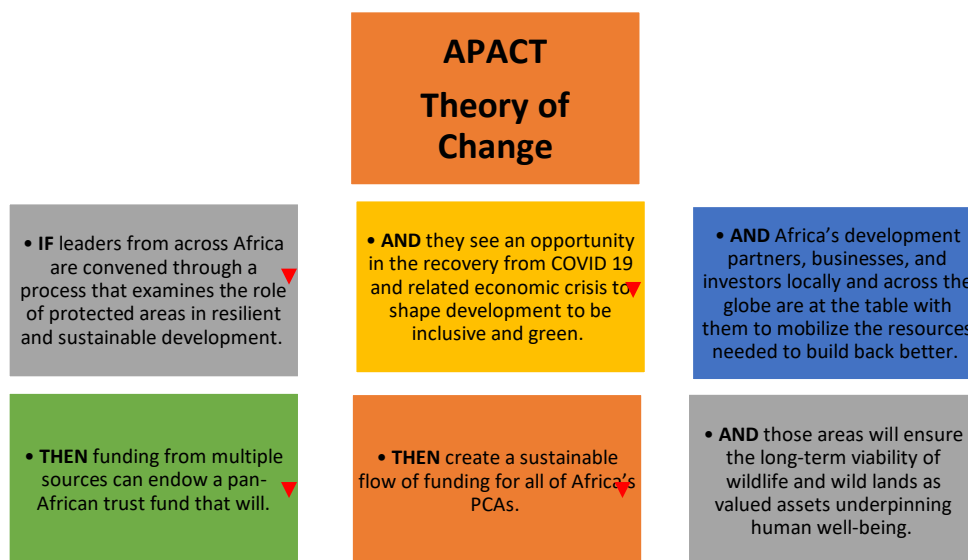 APACT
Theory of
Change
• IF leaders from across Africa
are convened through a
process that examines the role
of protected areas in resilient
and sustainable development.
• AND they see an opportunity
in the recovery from COVID 19
and related economic crisis to
shape development to be
inclusive and green.
• AND Africa's development
partners, businesses, and
investors locally and across the
globe are at the table with
them to mobilize the resources
needed to build back better.
• THEN funding from multiple
sources can endow a pan-
African trust fund that will.
• THEN create a sustainable
flow of funding for all of Africa's
PCAs.
• AND those areas will ensure
the long-term viability of
wildlife and wild lands as
valued assets underpinning
human well-being.